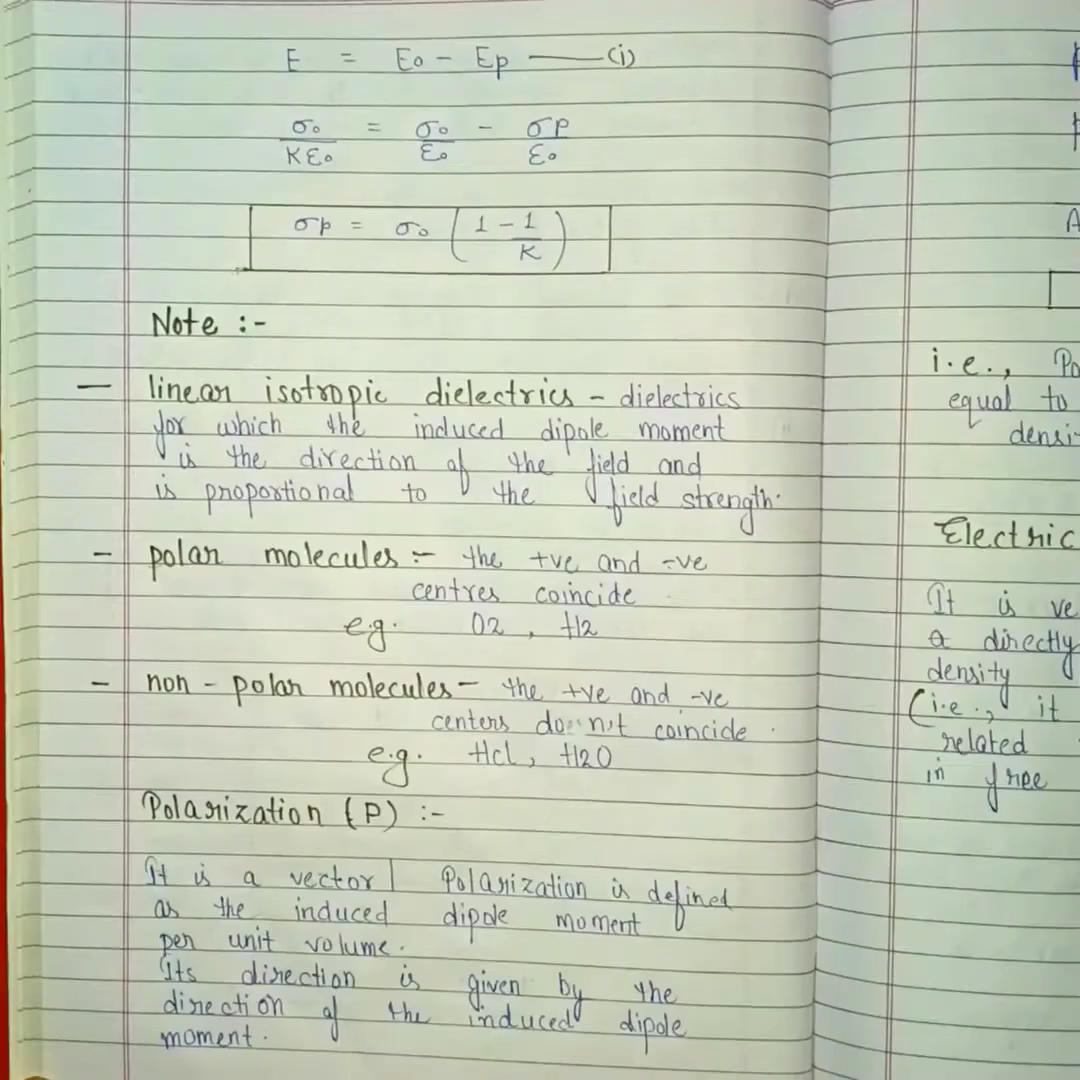 E = E₀ - Ep —— (i)
σ₀/Kε₀ = σ₀/ε₀ - σp/ε₀
σp = σ₀ (1 - 1/K)
Note :-
— linear isotropic dielectrics - dielectrics
for which the induced dipole moment
is the direction of the field and
is proportional to the field strength.
— polar molecules :- the +ve and -ve
centres coincide
e.g. O2 , H2
— non - polar molecules - the +ve and -ve
centers do n't coincide .
e.g. Hcl , H2O
Polarization (P) :-
It is a vector | Polarization is defined
as the induced dipole moment
per unit volume.
Its direction is given by the
direction of the induced dipole
moment.
A
i.e., Po
equal to
densi
Electric
It is ve
a directly
density
(i.e., it
related
in free